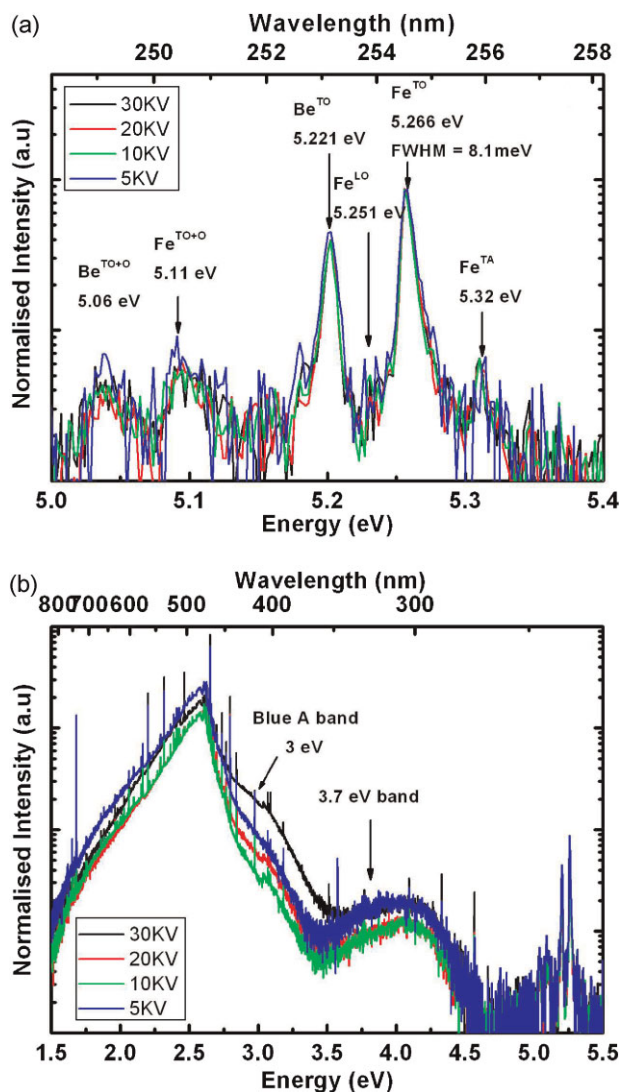 (a)
Wavelength (nm)
250 252 254 256 258
Normalised Intensity (a.u)
30KV
20KV
10KV
5KV
Be^TO
5.221 eV
Fe^TO
5.266 eV
FWHM = 8.1meV
Fe^LO
5.251 eV
Be^TO+O
5.06 eV
Fe^TO+O
5.11 eV
Fe^TA
5.32 eV
5.0 5.1 5.2 5.3 5.4
Energy (eV)
(b)
Wavelength (nm)
800 700 600 500 400 300
Normalised Intensity (a.u)
Blue A band
3 eV
3.7 eV band
30KV
20KV
10KV
5KV
1.5 2.0 2.5 3.0 3.5 4.0 4.5 5.0 5.5
Energy (eV)